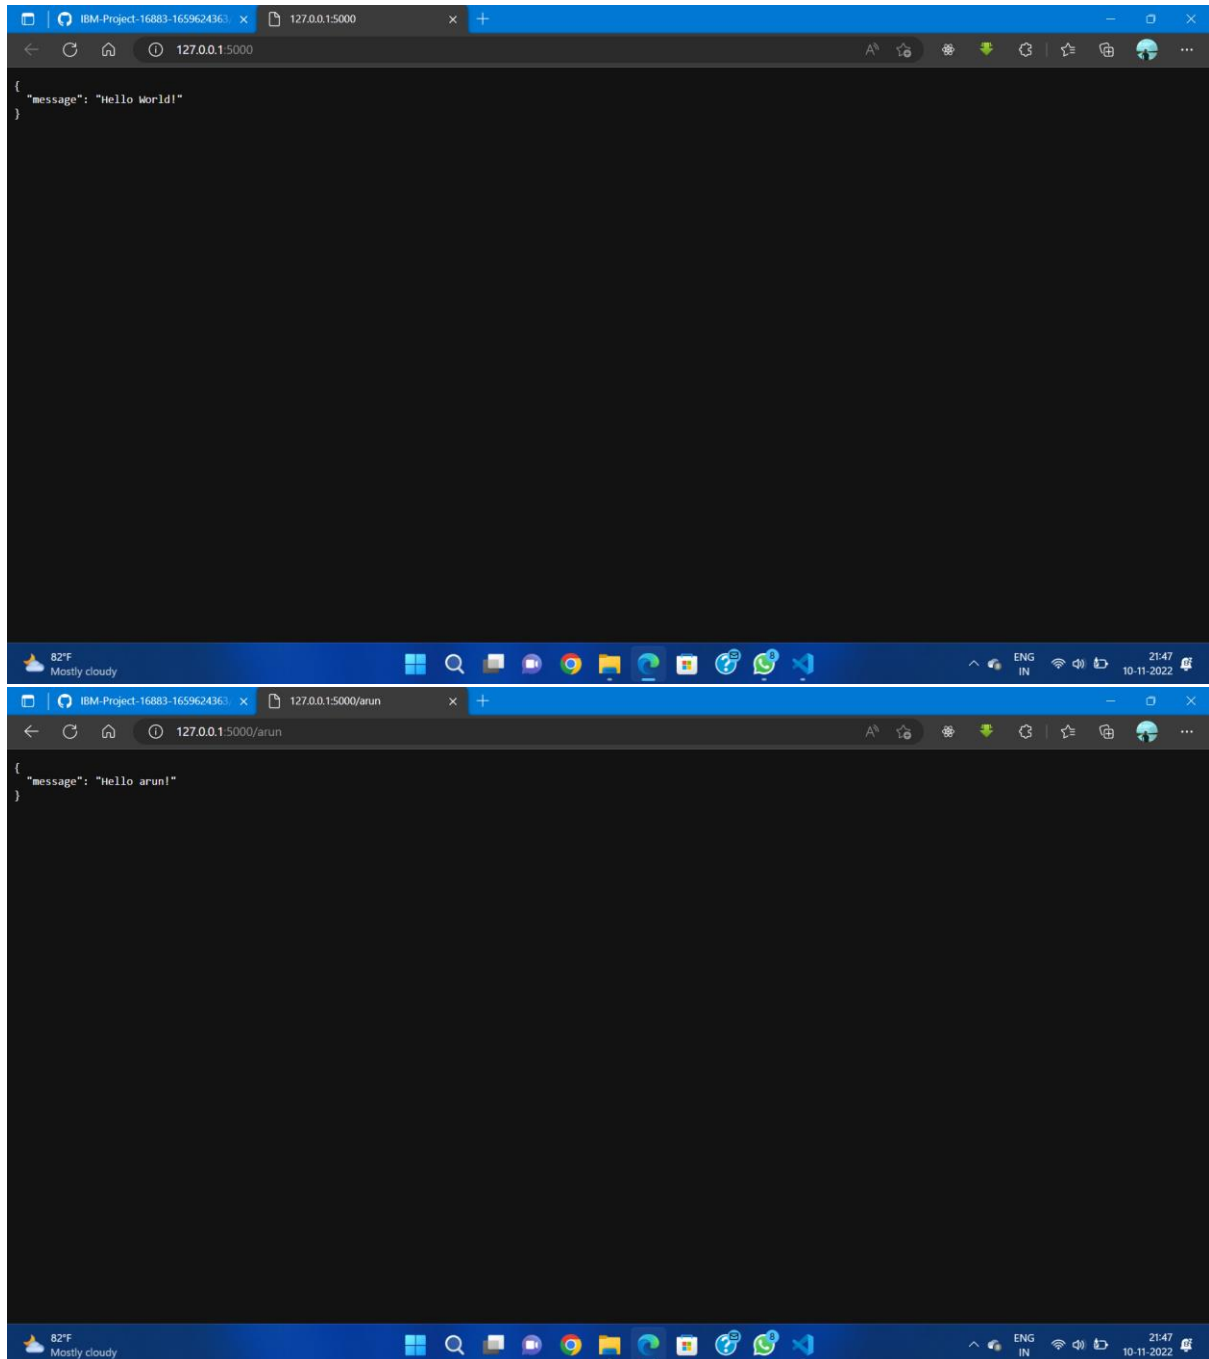 IBM-Project-16883-1659624363
127.0.0.1:5000
127.0.0.1:5000
{
"message": "Hello World!"
}
82°F
Mostly cloudy
8
ENG
IN
21:47
10-11-2022
IBM-Project-16883-1659624363
127.0.0.1:5000/arun
127.0.0.1:5000/arun
{
"message": "Hello arun!"
}
82°F
Mostly cloudy
8
ENG
IN
21:47
10-11-2022